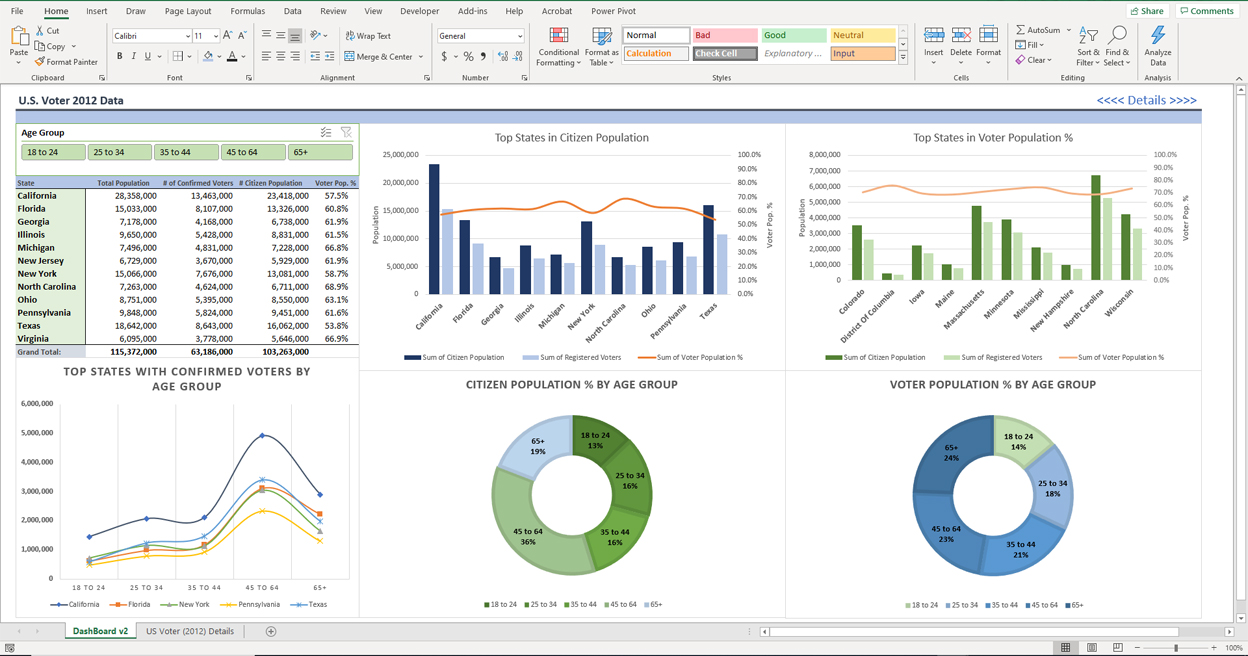 File Home Insert Draw Page Layout Formulas Data Review View Developer Add-ins Help Acrobat Power Pivot Share Comments
Paste Cut Copy Format Painter Clipboard
Calibri 11 A A B I U A Font
Wrap Text Merge & Center Alignment
General $ % , Number
Conditional Formatting Format as Table
Normal Bad Good Neutral
Calculation Check Cell Explanatory ... Input
Styles
Insert Delete Format Cells
AutoSum Fill Clear Sort & Filter Find & Select Editing
Analyze Data Analysis
U.S. Voter 2012 Data <<<< Details >>>>
Age Group
18 to 24 25 to 34 35 to 44 45 to 64 65+
State Total Population # of Confirmed Voters # Citizen Population Voter Pop. %
California 28,358,000 13,463,000 23,418,000 57.5%
Florida 15,033,000 8,107,000 13,326,000 60.8%
Georgia 7,178,000 4,168,000 6,738,000 61.9%
Illinois 9,650,000 5,428,000 8,831,000 61.5%
Michigan 7,496,000 4,831,000 7,228,000 66.8%
New Jersey 6,729,000 3,670,000 5,929,000 61.9%
New York 15,066,000 7,676,000 13,081,000 58.7%
North Carolina 7,263,000 4,624,000 6,711,000 68.9%
Ohio 8,751,000 5,395,000 8,550,000 63.1%
Pennsylvania 9,848,000 5,824,000 9,451,000 61.6%
Texas 18,642,000 8,643,000 16,062,000 53.8%
Virginia 6,095,000 3,778,000 5,646,000 66.9%
Grand Total: 115,372,000 63,186,000 103,263,000
Top States in Citizen Population
25,000,000 100.0%
90.0%
20,000,000 80.0%
70.0%
15,000,000 60.0%
50.0%
10,000,000 40.0%
30.0%
5,000,000 20.0%
10.0%
0 0.0%
Population
Voter Pop. %
California Florida Georgia Illinois Michigan New York North Carolina Ohio Pennsylvania Texas
Sum of Citizen Population Sum of Registered Voters Sum of Voter Population %
Top States in Voter Population %
8,000,000 100.0%
7,000,000 90.0%
6,000,000 80.0%
5,000,000 70.0%
4,000,000 60.0%
3,000,000 50.0%
2,000,000 40.0%
1,000,000 30.0%
0 20.0%
10.0%
0.0%
Population
Voter Pop. %
Colorado District Of Columbia Iowa Maine Massachusetts Minnesota Mississippi New Hampshire North Carolina Wisconsin
Sum of Citizen Population Sum of Registered Voters Sum of Voter Population %
TOP STATES WITH CONFIRMED VOTERS BY
AGE GROUP
6,000,000
5,000,000
4,000,000
3,000,000
2,000,000
1,000,000
0
18 TO 24 25 TO 34 35 TO 44 45 TO 64 65+
California Florida New York Pennsylvania Texas
CITIZEN POPULATION % BY AGE GROUP
18 to 24
13%
25 to 34
16%
35 to 44
16%
45 to 64
36%
65+
19%
18 to 24 25 to 34 35 to 44 45 to 64 65+
VOTER POPULATION % BY AGE GROUP
18 to 24
14%
25 to 34
18%
35 to 44
21%
45 to 64
23%
65+
24%
18 to 24 25 to 34 35 to 44 45 to 64 65+
DashBoard v2 US Voter (2012) Details
100%